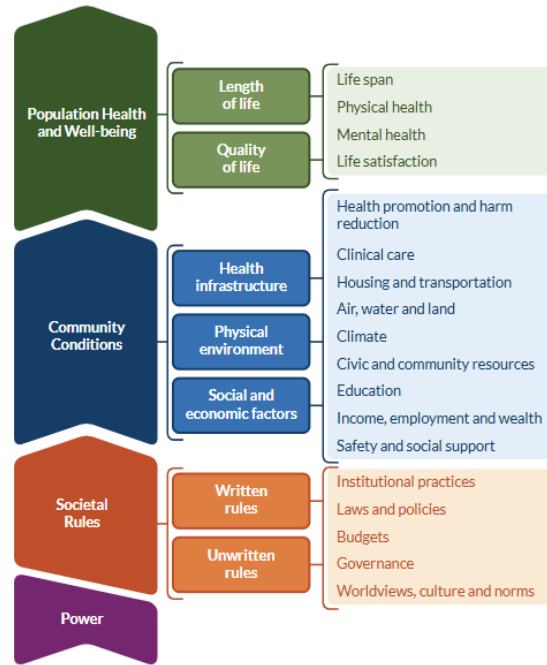 Population Health
and Well-being
Length
of life
Quality
of life
Life span
Physical health
Mental health
Life satisfaction
Community
Conditions
Health
infrastructure
Physical
environment
Social and
economic factors
Health promotion and harm
reduction
Clinical care
Housing and transportation
Air, water and land
Climate
Civic and community resources
Education
Income, employment and wealth
Safety and social support
Societal
Rules
Written
rules
Unwritten
rules
Institutional practices
Laws and policies
Budgets
Governance
Worldviews, culture and norms
Power